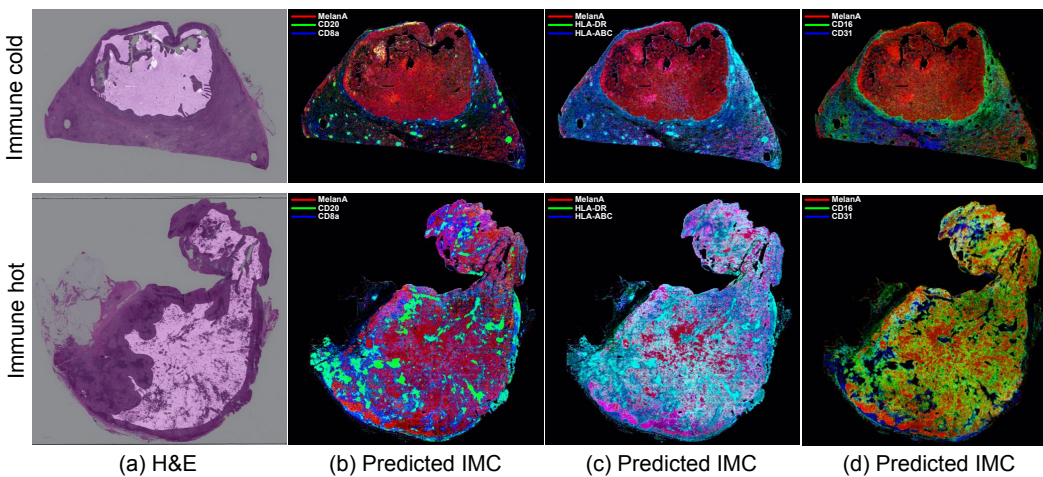 Immune cold
MelanA
CD20
CD8a
MelanA
HLA-DR
HLA-ABC
MelanA
CD16
CD31
Immune hot
MelanA
CD20
CD8a
MelanA
HLA-DR
HLA-ABC
MelanA
CD16
CD31
(a) H&E
(b) Predicted IMC
(c) Predicted IMC
(d) Predicted IMC